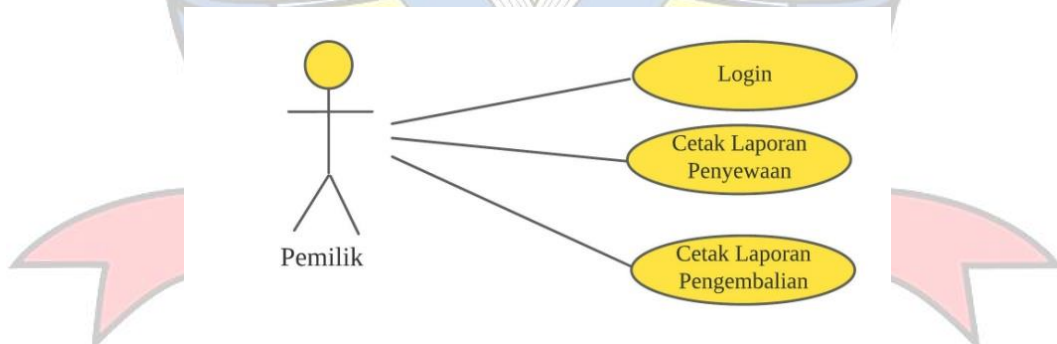 Login
Cetak Laporan
Penyewaan
Cetak Laporan
Pengembalian
Pemilik